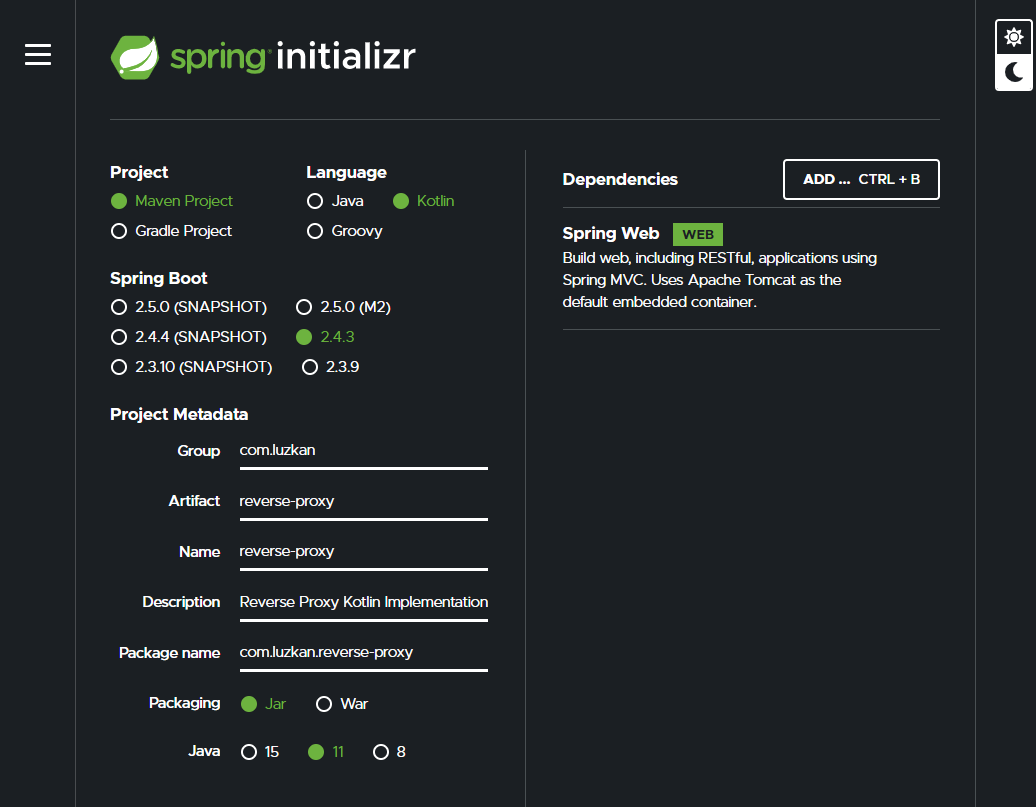 spring initializr
Project
Maven Project
Gradle Project
Language
Java Kotlin
Groovy
Spring Boot
2.5.0 (SNAPSHOT) 2.5.0 (M2)
2.4.4 (SNAPSHOT) 2.4.3
2.3.10 (SNAPSHOT) 2.3.9
Project Metadata
Group com.luzkan
Artifact reverse-proxy
Name reverse-proxy
Description Reverse Proxy Kotlin Implementation
Package name com.luzkan.reverse-proxy
Packaging Jar War
Java 15 11 8
Dependencies
ADD ... CTRL + B
Spring Web WEB
Build web, including RESTful, applications using
Spring MVC. Uses Apache Tomcat as the
default embedded container.